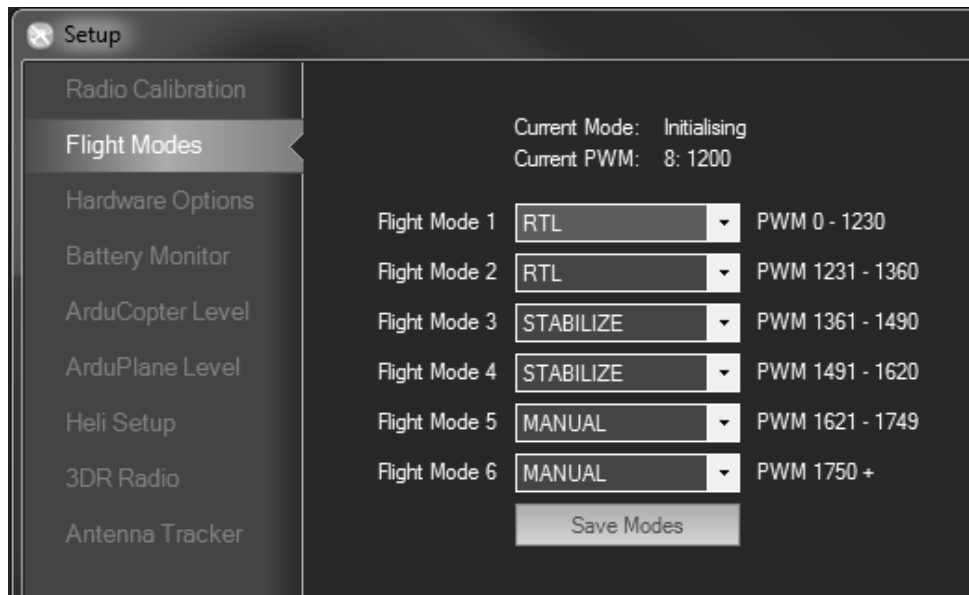 Setup
Radio Calibration
Flight Modes
Hardware Options
Battery Monitor
ArduCopter Level
ArduPlane Level
Heli Setup
3DR Radio
Antenna Tracker
Current Mode: Initialising
Current PWM: 8: 1200
Flight Mode 1 RTL PWM 0 - 1230
Flight Mode 2 RTL PWM 1231 - 1360
Flight Mode 3 STABILIZE PWM 1361 - 1490
Flight Mode 4 STABILIZE PWM 1491 - 1620
Flight Mode 5 MANUAL PWM 1621 - 1749
Flight Mode 6 MANUAL PWM 1750 +
Save Modes